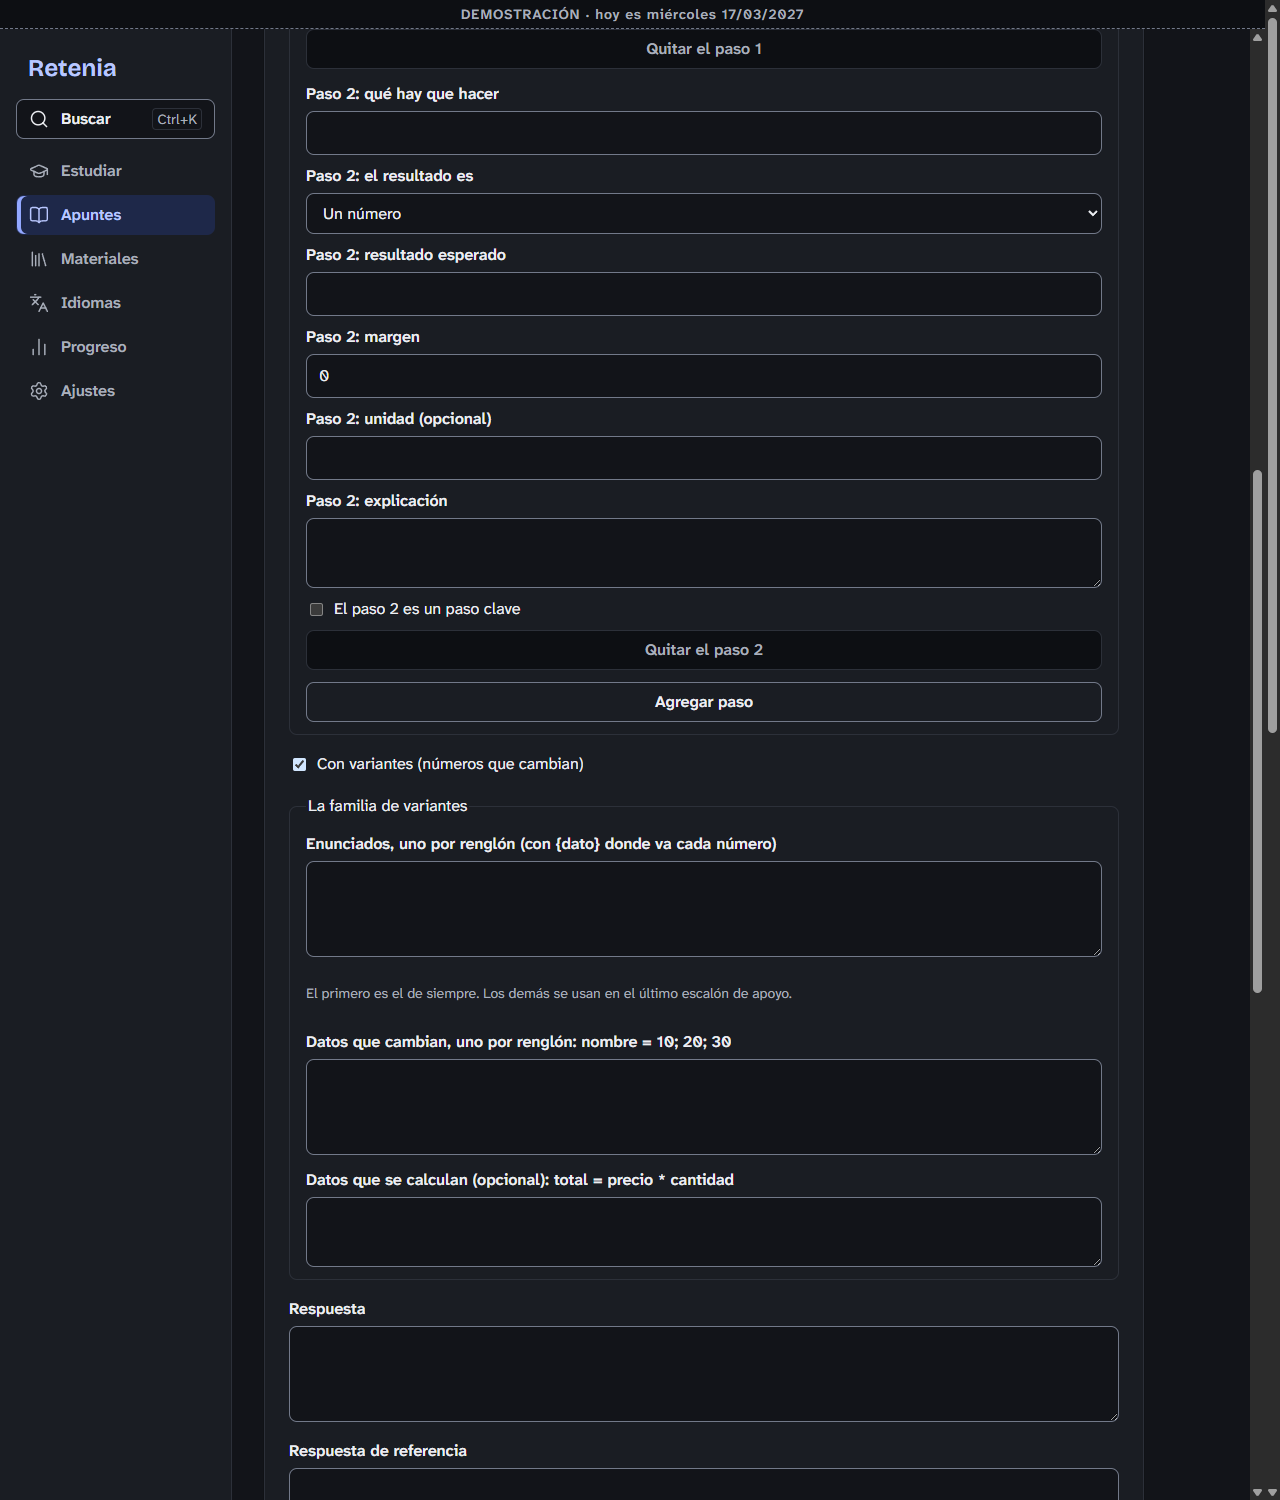 DEMOSTRACIÓN · hoy es miércoles 17/03/2027
Retenia
Buscar Ctrl+K
Estudiar
Apuntes
Materiales
Idiomas
Progreso
Ajustes
Quitar el paso 1
Paso 2: qué hay que hacer
Paso 2: el resultado es
Un número
Paso 2: resultado esperado
Paso 2: margen
0
Paso 2: unidad (opcional)
Paso 2: explicación
El paso 2 es un paso clave
Quitar el paso 2
Agregar paso
Con variantes (números que cambian)
La familia de variantes
Enunciados, uno por renglón (con {dato} donde va cada número)
El primero es el de siempre. Los demás se usan en el último escalón de apoyo.
Datos que cambian, uno por renglón: nombre = 10; 20; 30
Datos que se calculan (opcional): total = precio * cantidad
Respuesta
Respuesta de referencia